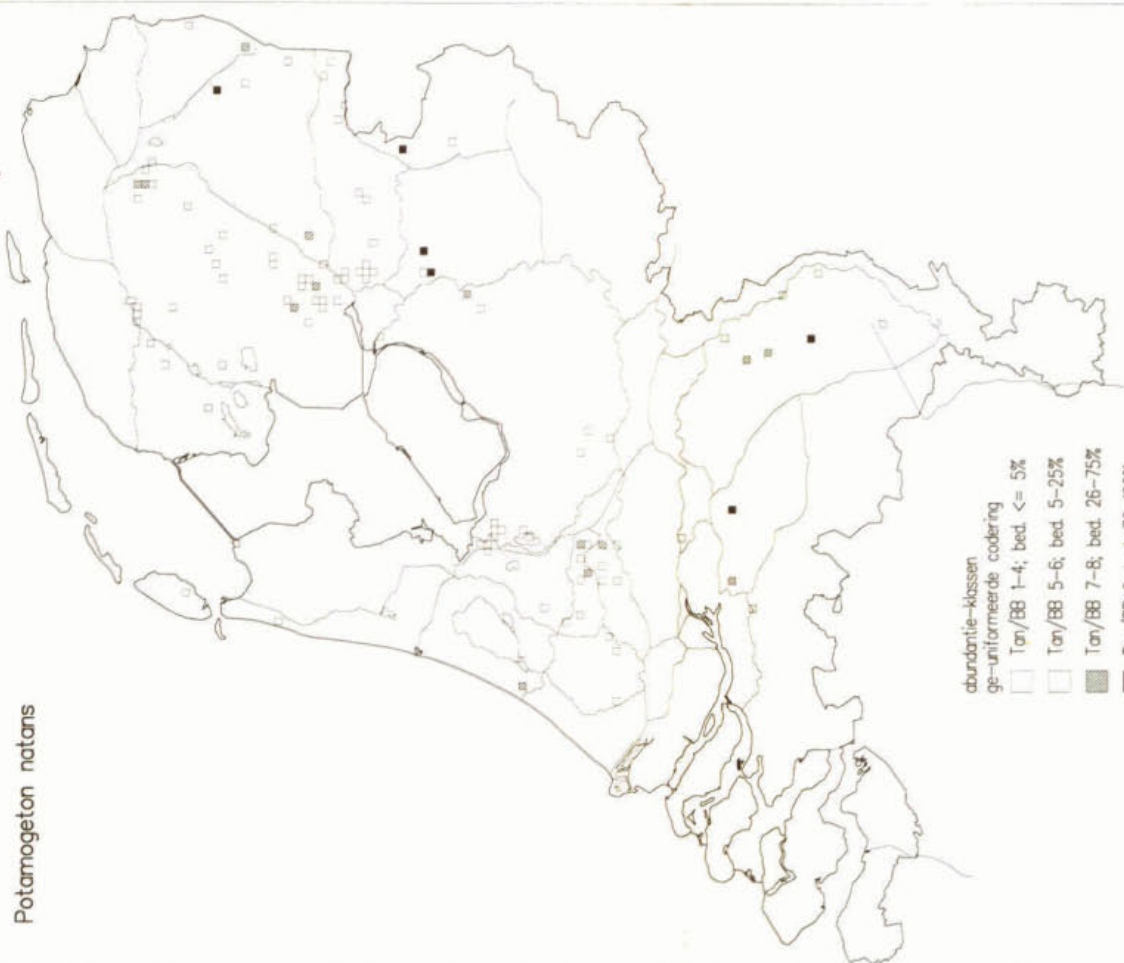 Potamogeton natans
abundantie-klassen
ge-uniformeerde codering
Tan/BB 1-4; bed. <= 5%
Tan/BB 5-6; bed. 5-25%
Tan/BB 7-8; bed. 26-75%